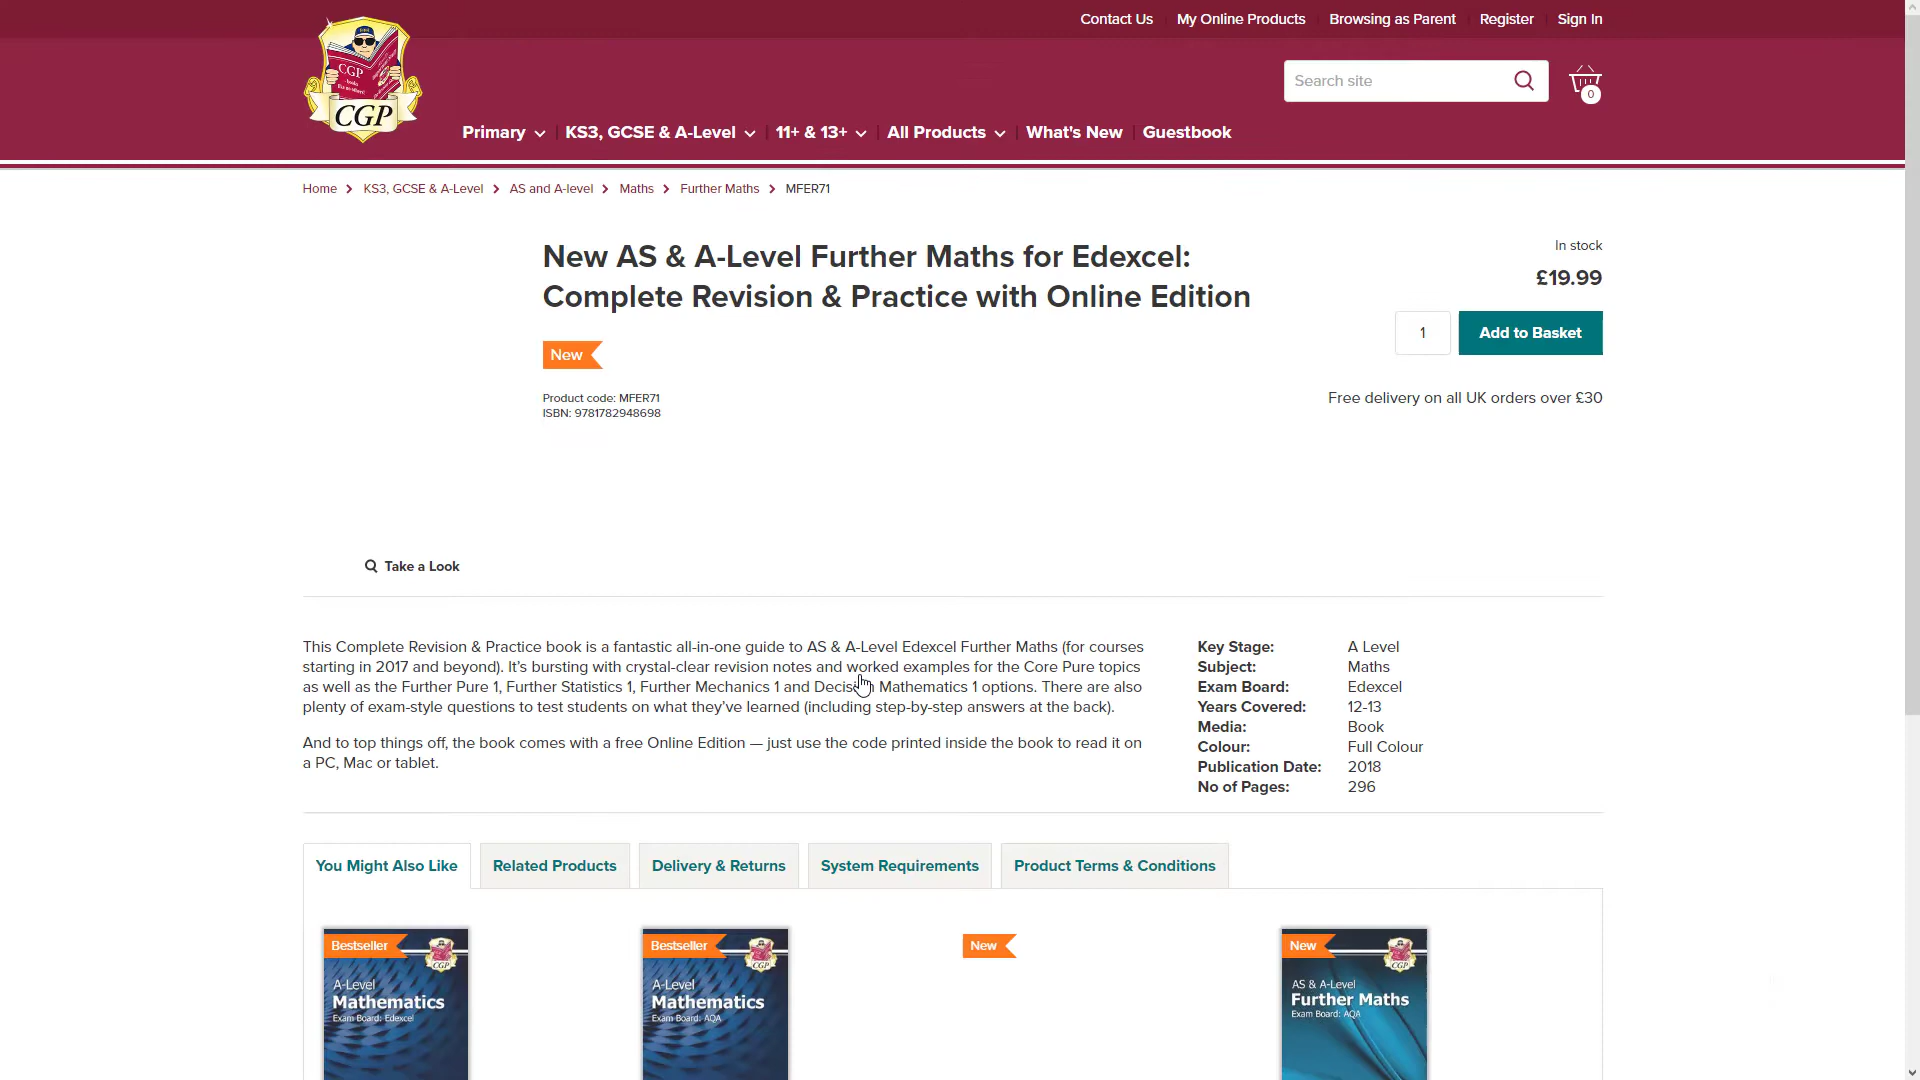 Contact Us My Online Products Browsing as Parent Register Sign In
CGP
CGP
Search site
0
Primary KS3, GCSE & A-Level 11+ & 13+ All Products What's New Guestbook
Home KS3, GCSE & A-Level AS and A-level Maths Further Maths MFER71
New AS & A-Level Further Maths for Edexcel:
Complete Revision & Practice with Online Edition
In stock
£19.99
1 Add to Basket
New
Product code: MFER71
ISBN: 9781782948698
Free delivery on all UK orders over £30
Take a Look
This Complete Revision & Practice book is a fantastic all-in-one guide to AS & A-Level Edexcel Further Maths (for courses
starting in 2017 and beyond). It's bursting with crystal-clear revision notes and worked examples for the Core Pure topics
as well as the Further Pure 1, Further Statistics 1, Further Mechanics 1 and Decision Mathematics 1 options. There are also
plenty of exam-style questions to test students on what they've learned (including step-by-step answers at the back).
And to top things off, the book comes with a free Online Edition — just use the code printed inside the book to read it on
a PC, Mac or tablet.
Key Stage: A Level
Subject: Maths
Exam Board: Edexcel
Years Covered: 12-13
Media: Book
Colour: Full Colour
Publication Date: 2018
No of Pages: 296
You Might Also Like Related Products Delivery & Returns System Requirements Product Terms & Conditions
Bestseller
CGP
A-Level
Mathematics
Exam Board: Edexcel
Bestseller
CGP
A-Level
Mathematics
Exam Board: AQA
New
New
CGP
AS & A-Level
Further Maths
Exam Board: AQA